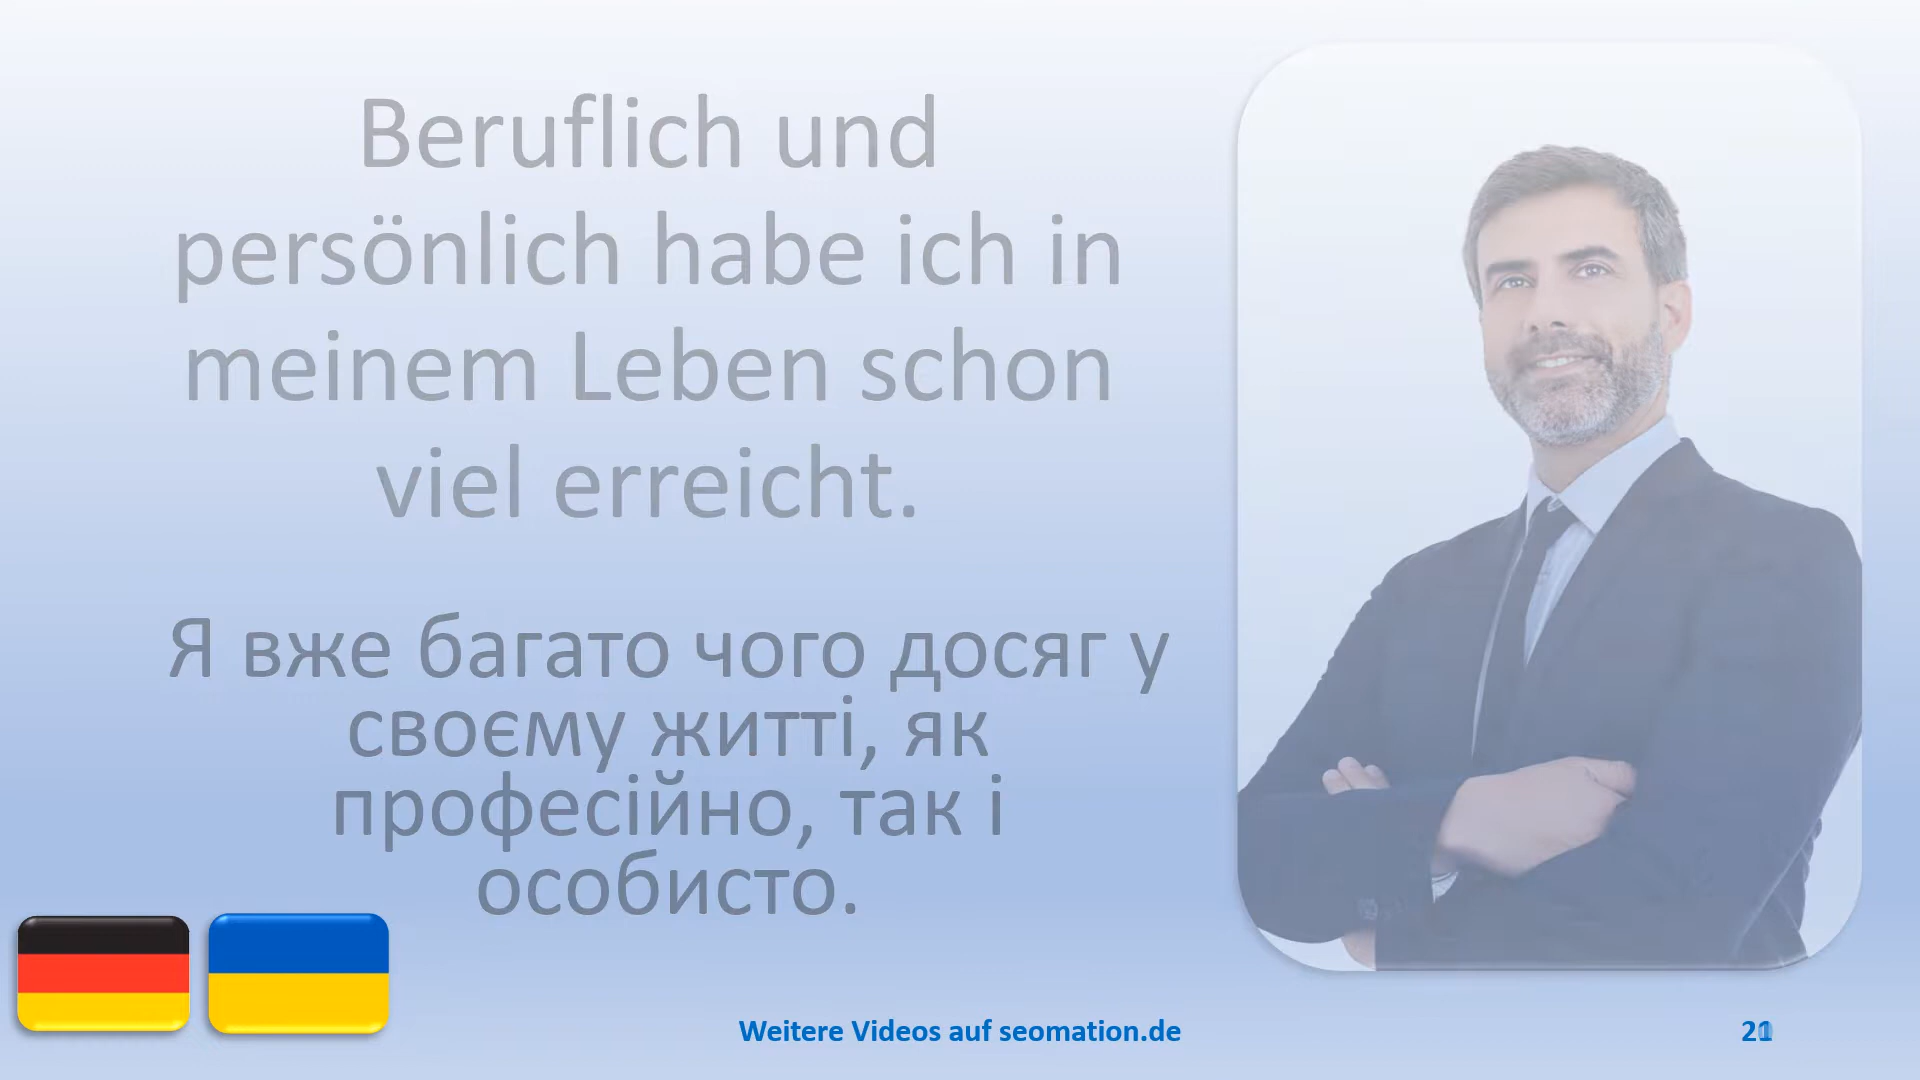 Beruflich und
persönlich habe ich in
meinem Leben schon
viel erreicht.
Я вже багато чого досяг у
своєму житті, як
професійно, так і
особисто.
Weitere Videos auf seomation.de